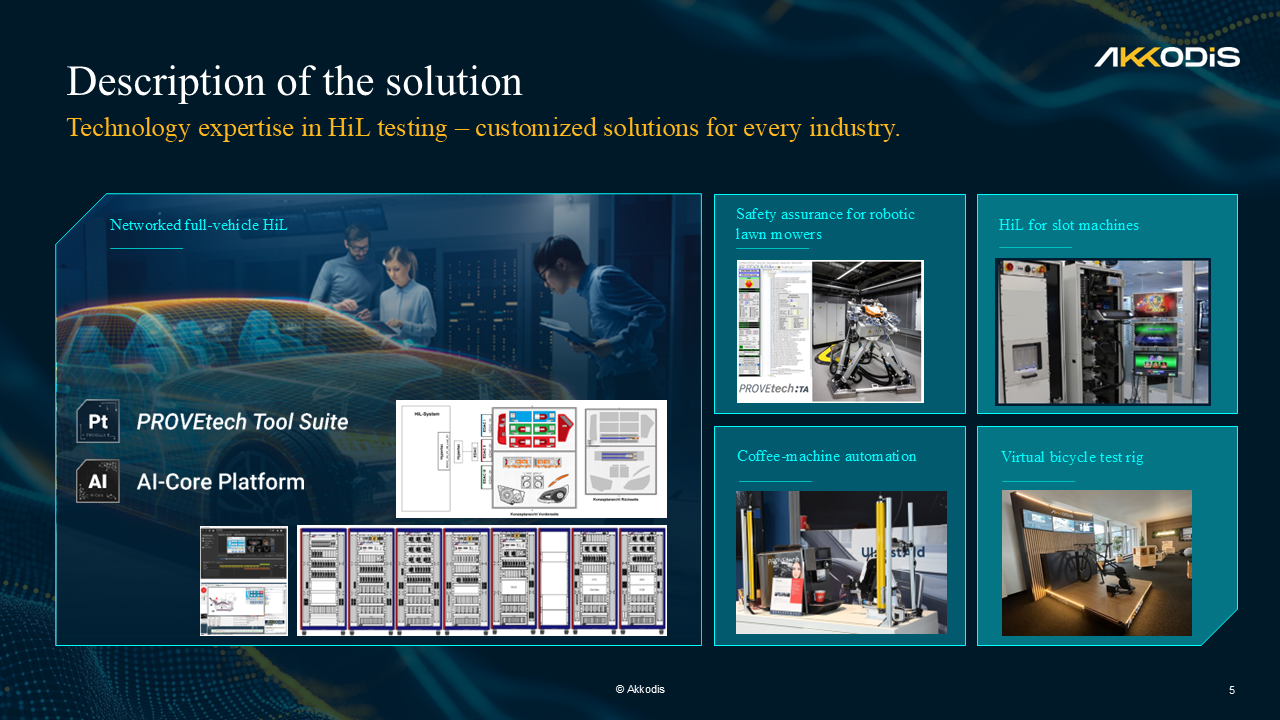 AKKODIS
Description of the solution
Technology expertise in HiL testing – customized solutions for every industry.
Networked full-vehicle HiL
Pt
PROVEtech Tool Suite
AI
AI-Core Platform
HiL-System
Konzeptansicht Vorderseite
Konzeptansicht Rückseite
Safety assurance for robotic
lawn mowers
PROVEtech:TA
HiL for slot machines
Coffee-machine automation
Virtual bicycle test rig
© Akkodis
5